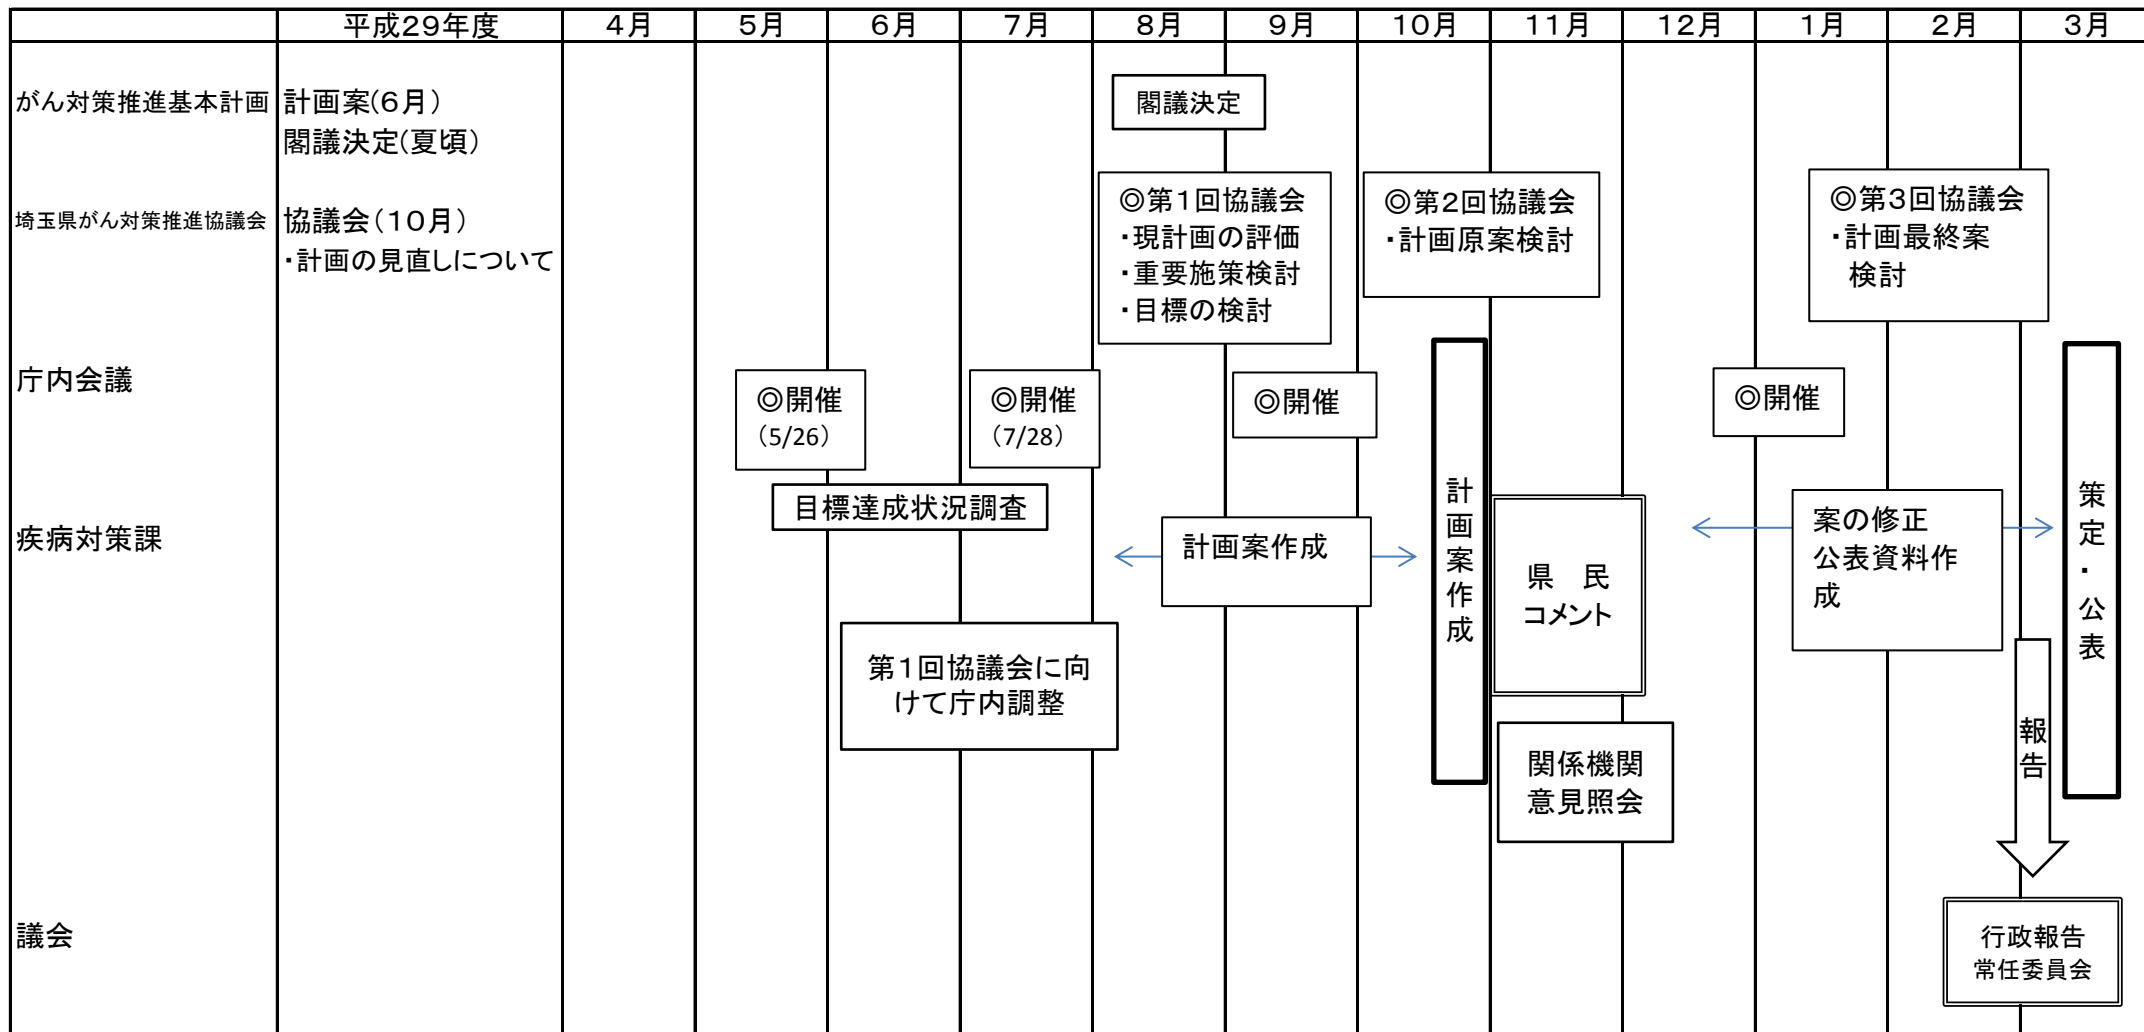 平成29年度 4月 5月 6月 7月 8月 9月 10月 11月 12月 1月 2月 3月
がん対策推進基本計画
計画案(6月)
閣議決定(夏頃)
閣議決定
埼玉県がん対策推進協議会
協議会(10月)
・計画の見直しについて
◎第1回協議会
・現計画の評価
・重要施策検討
・目標の検討
◎第2回協議会
・計画原案検討
◎第3回協議会
・計画最終案
検討
庁内会議
◎開催
(5/26)
◎開催
(7/28)
◎開催
◎開催
疾病対策課
目標達成状況調査
計画案作成
第1回協議会に向
けて庁内調整
計画案作成
県 民
コメント
関係機関
意見照会
案の修正
公表資料作
成
策定・公表
報告
議会
行政報告
常任委員会